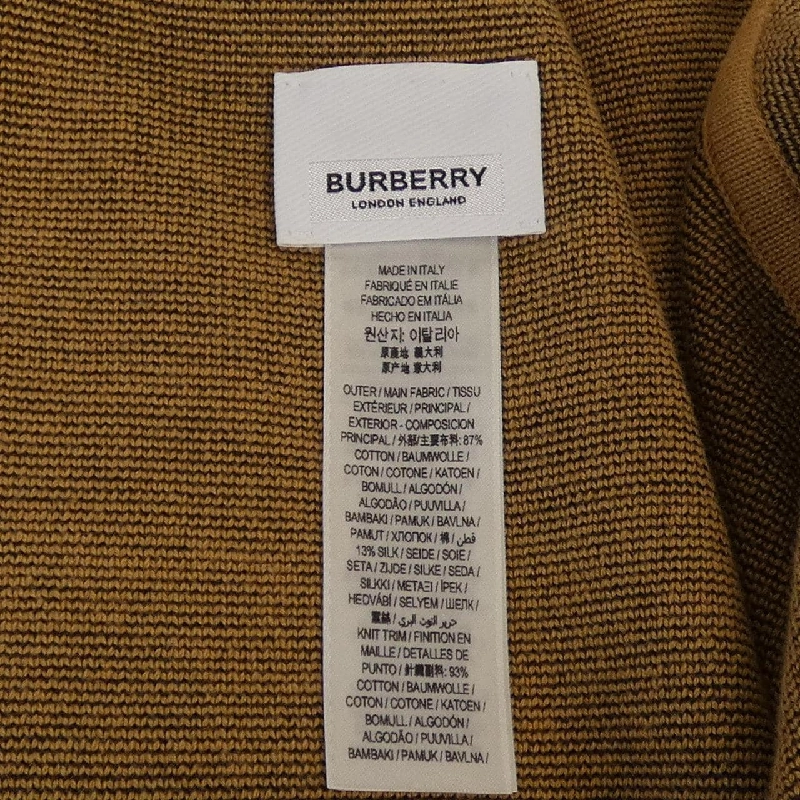 BURBERRY
LONDON ENGLAND
MADE IN ITALY
FABRIQUÉ EN ITALIE
FABRICADO EM ITÁLIA
HECHO EN ITALIA
원산지: 이탈리아
原產地 義大利
原产地 意大利
OUTER / MAIN FABRIC / TISSU
EXTÉRIEUR / PRINCIPAL /
EXTERIOR - COMPOSICION
PRINCIPAL / 外部/主要布料: 87%
COTTON / BAUMWOLLE /
COTON / COTONE / KATOEN /
BOMULL / ALGODÓN /
ALGODÃO / PUUVILLA /
BAMBAKI / PAMUK / BAVLNA /
PAMUT / ХЛОПОК / 棉 / قطن /
13% SILK / SEIDE / SOIE /
SETA / ZIJDE / SILKE / SEDA /
SILKKI / ΜΕΤΑΞΙ / İPEK /
HEDVÁBÍ / SELYEM / ШЕЛК /
蠶絲 / حرير التوت البري /
KNIT TRIM / FINITION EN
MAILLE / DETALLES DE
PUNTO / 針織副料: 93%
COTTON / BAUMWOLLE /
COTON / COTONE / KATOEN /
BOMULL / ALGODÓN /
ALGODÃO / PUUVILLA /
BAMBAKI / PAMUK / BAVLNA /